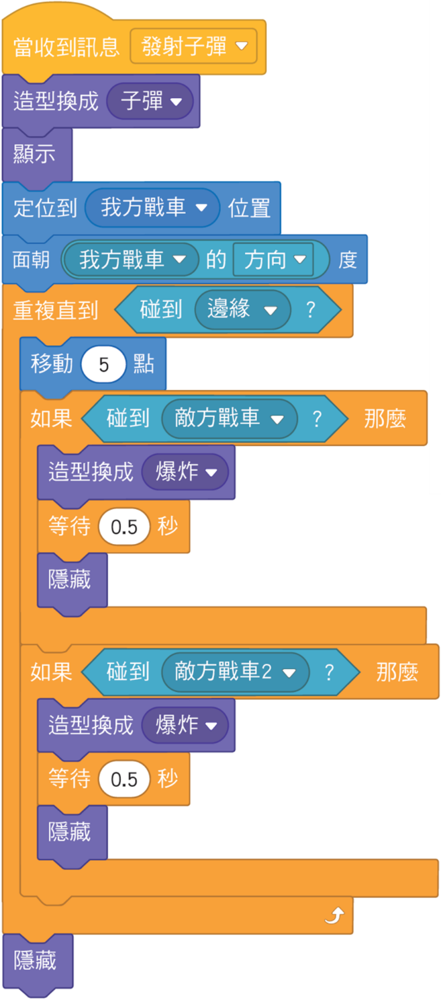 當收到訊息 發射子彈
造型換成 子彈
顯示
定位到 我方戰車 位置
面朝 我方戰車 的 方向 度
重複直到 碰到 邊緣 ?
移動 5 點
如果 碰到 敵方戰車 ? 那麼
造型換成 爆炸
等待 0.5 秒
隱藏
如果 碰到 敵方戰車2 ? 那麼
造型換成 爆炸
等待 0.5 秒
隱藏
隱藏